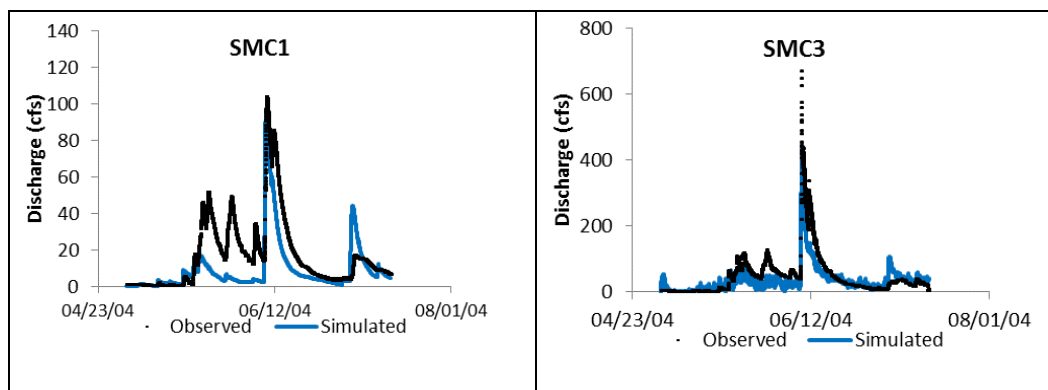 SMC1
Discharge (cfs)
140
120
100
80
60
40
20
0
04/23/04 06/12/04 08/01/04
Observed Simulated
SMC3
Discharge (cfs)
800
600
400
200
0
04/23/04 06/12/04 08/01/04
Observed Simulated